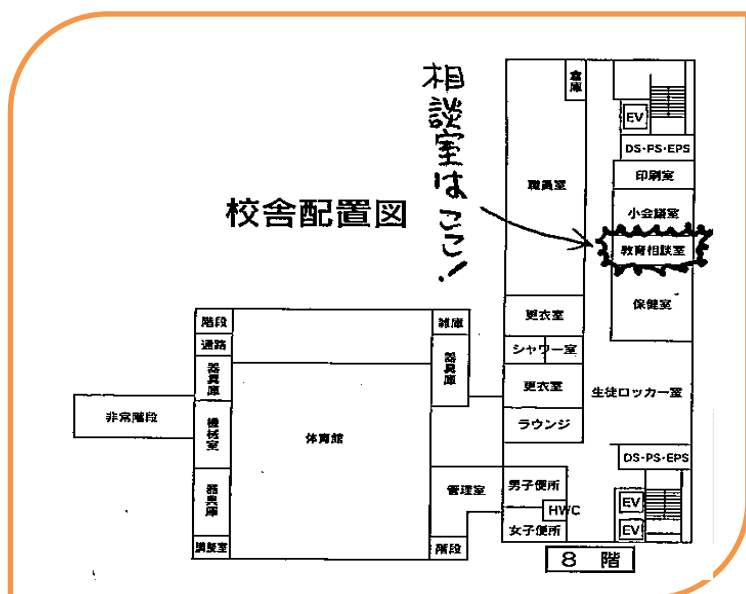 校舎配置図
相談室はここ!
倉庫
EV
DS・PS・EPS
職員室
印刷室
小会議室
教育相談室
保健室
更衣室
シャワー室
更衣室
生徒ロッカー室
ラウンジ
DS・PS・EPS
階段
通路
器具庫
雑庫
器具庫
非常階段
機械室
体育館
器具庫
管理室
男子便所
HWC
女子便所
EV
EV
調整室
階段
8 階